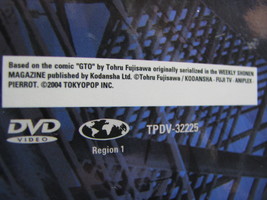 Based on the comic "GTO" by Tohru Fujisawa originally serialized in the WEEKLY SHONEN
MAGAZINE published by Kodansha Ltd. ©Tohru Fujisawa / KODANSHA · FUJI TV · ANIPLEX
PIERROT. ©2004 TOKYOPOP INC.
DVD TPDV-32225
VIDEO
Region 1